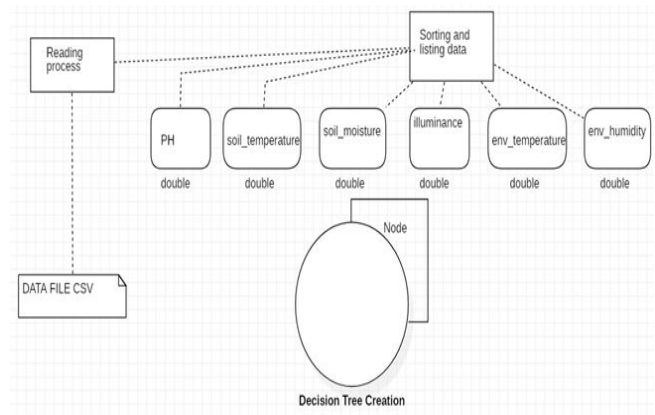 Reading
process
Sorting and
listing data
PH
soil_temperature
soil_moisture
illuminance
env_temperature
env_humidity
double
double
double
double
double
double
Node
DATA FILE CSV
Decision Tree Creation